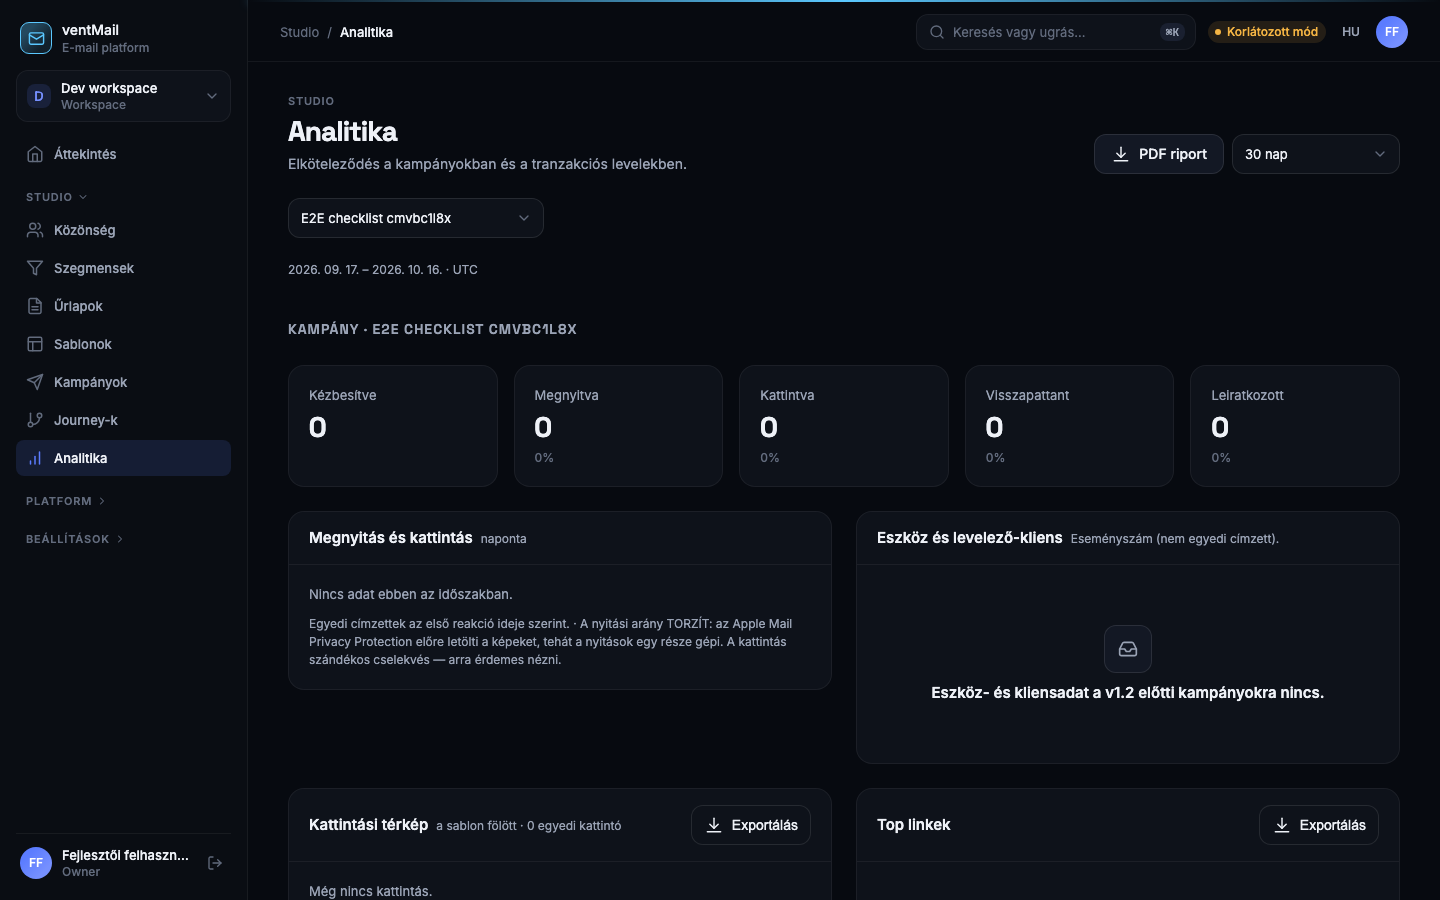 ventMail
E-mail platform
D
Dev workspace
Workspace
Áttekintés
STUDIO
Közönség
Szegmensek
Űrlapok
Sablonok
Kampányok
Journey-k
Analitika
PLATFORM
BEÁLLÍTÁSOK
FF
Fejlesztői felhaszn...
Owner
Studio / Analitika
Keresés vagy ugrás...
⌘K
Korlátozott mód
HU
FF
STUDIO
Analitika
Elköteleződés a kampányokban és a tranzakciós levelekben.
PDF riport
30 nap
E2E checklist cmvbc1l8x
2026. 09. 17. – 2026. 10. 16. · UTC
KAMPÁNY · E2E CHECKLIST CMVBC1L8X
Kézbesítve
0
Megnyitva
0
0%
Kattintva
0
0%
Visszapattant
0
0%
Leiratkozott
0
0%
Megnyitás és kattintás naponta
Nincs adat ebben az időszakban.
Egyedi címzettek az első reakció ideje szerint. · A nyitási arány TORZÍT: az Apple Mail
Privacy Protection előre letölti a képeket, tehát a nyitások egy része gépi. A kattintás
szándékos cselekvés — arra érdemes nézni.
Eszköz és levelező-kliens Eseményszám (nem egyedi címzett).
Eszköz- és kliensadat a v1.2 előtti kampányokra nincs.
Kattintási térkép a sablon fölött · 0 egyedi kattintó
Exportálás
Még nincs kattintás.
Top linkek
Exportálás